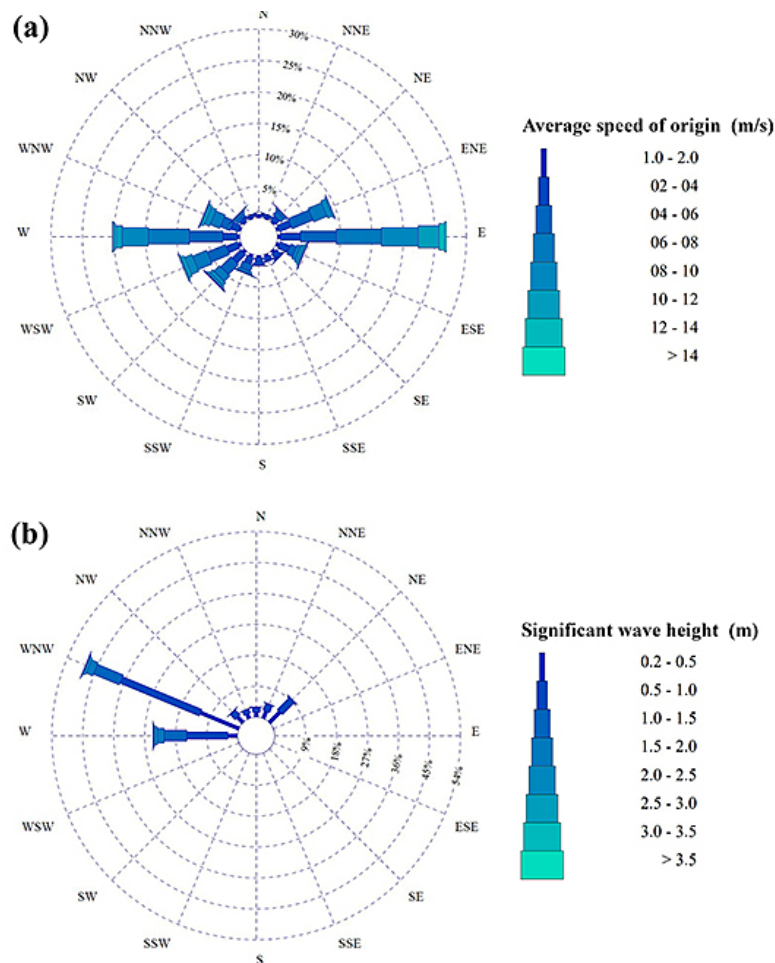 (a)
N
NNW
NNE
30%
25%
NW
NE
20%
15%
WNW
ENE
10%
5%
W
E
WSW
ESE
SW
SE
SSW
SSE
S
Average speed of origin (m/s)
1.0 - 2.0
02 - 04
04 - 06
06 - 08
08 - 10
10 - 12
12 - 14
> 14
(b)
N
NNW
NNE
NW
NE
WNW
ENE
W
E
9%
18%
27%
36%
45%
54%
WSW
ESE
SW
SE
SSW
SSE
S
Significant wave height (m)
0.2 - 0.5
0.5 - 1.0
1.0 - 1.5
1.5 - 2.0
2.0 - 2.5
2.5 - 3.0
3.0 - 3.5
> 3.5